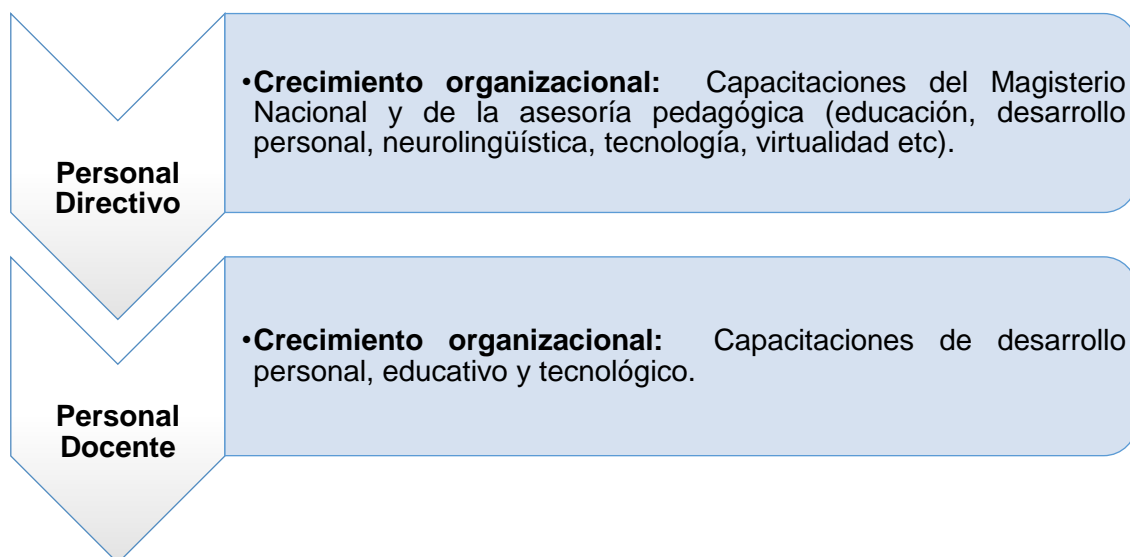 Personal
Directivo
•Crecimiento organizacional: Capacitaciones del Magisterio
Nacional y de la asesoría pedagógica (educación, desarrollo
personal, neurolingüística, tecnología, virtualidad etc).
Personal
Docente
•Crecimiento organizacional: Capacitaciones de desarrollo
personal, educativo y tecnológico.